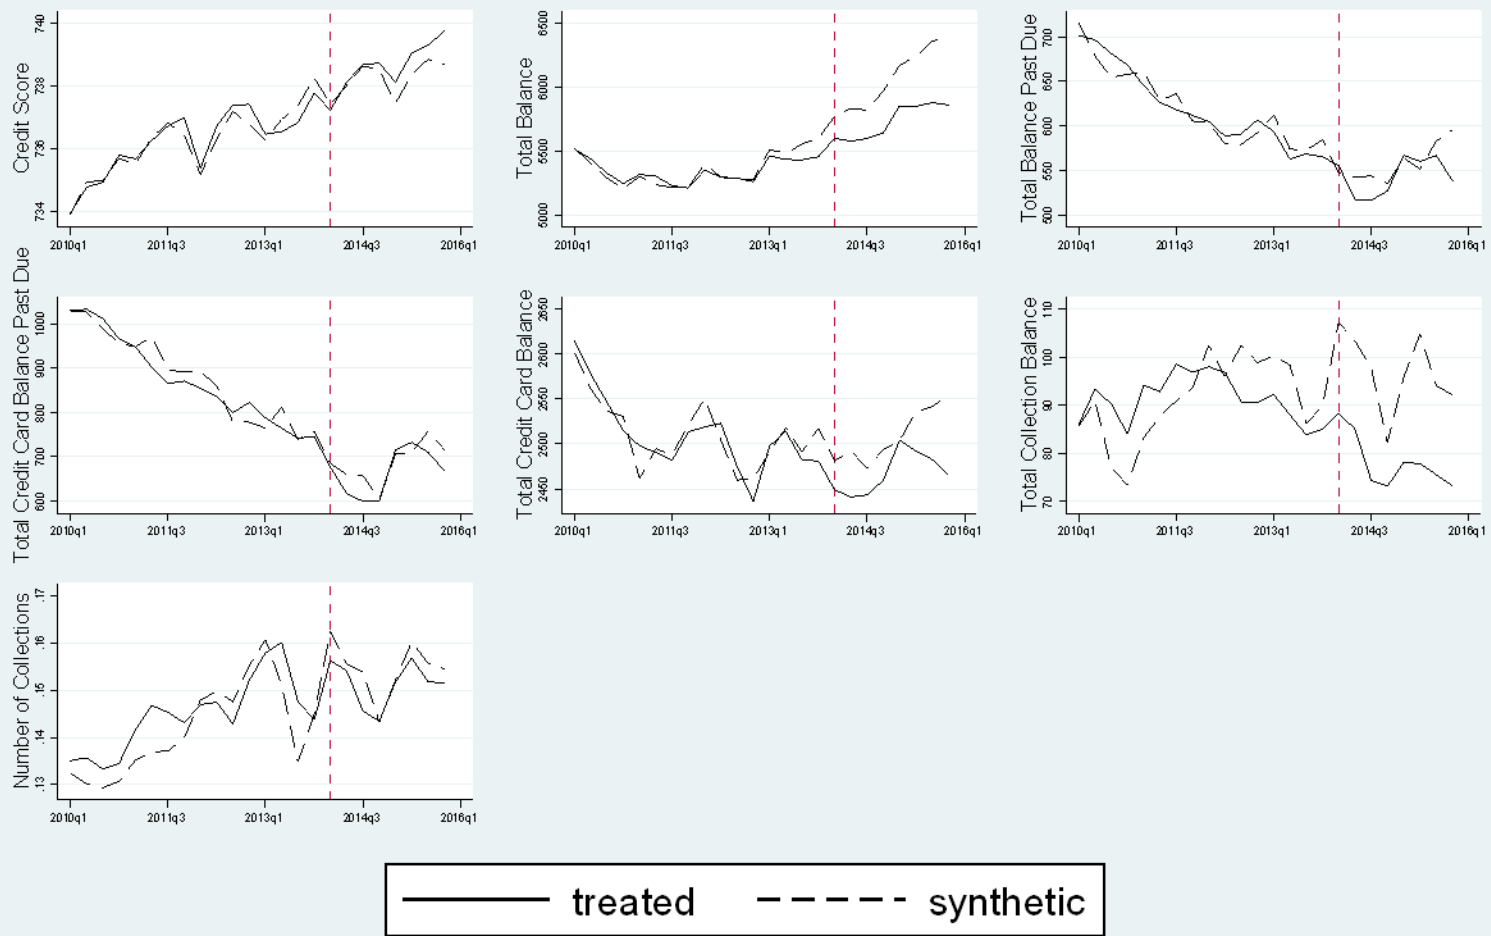 Credit Score
740
738
736
734
2010q1 2011q3 2013q1 2014q3 2016q1
Total Balance
6500
6000
5500
5000
2010q1 2011q3 2013q1 2014q3 2016q1
Total Balance Past Due
700
650
600
550
500
2010q1 2011q3 2013q1 2014q3 2016q1
Total Credit Card Balance Past Due
1000
900
800
700
600
2010q1 2011q3 2013q1 2014q3 2016q1
Total Credit Card Balance
2650
2600
2550
2500
2450
2010q1 2011q3 2013q1 2014q3 2016q1
Total Collection Balance
110
100
90
80
70
2010q1 2011q3 2013q1 2014q3 2016q1
Number of Collections
.17
.16
.15
.14
.13
2010q1 2011q3 2013q1 2014q3 2016q1
treated synthetic